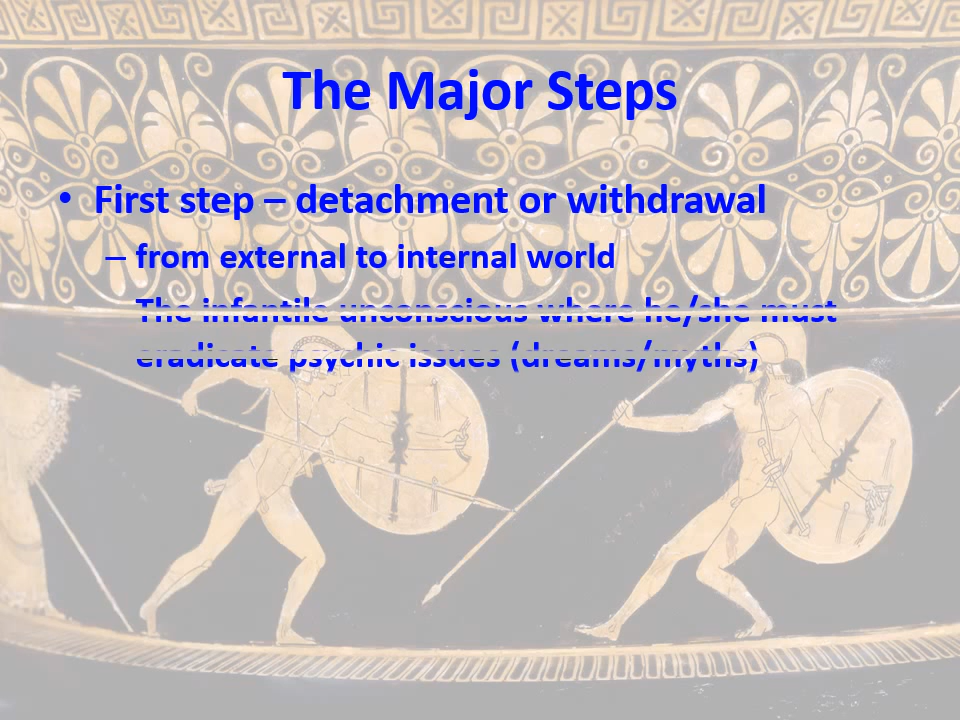 The Major Steps
• First step – detachment or withdrawal
– from external to internal world
The infantile unconscious where he/she must
eradicate psychic issues (dreams/myths)